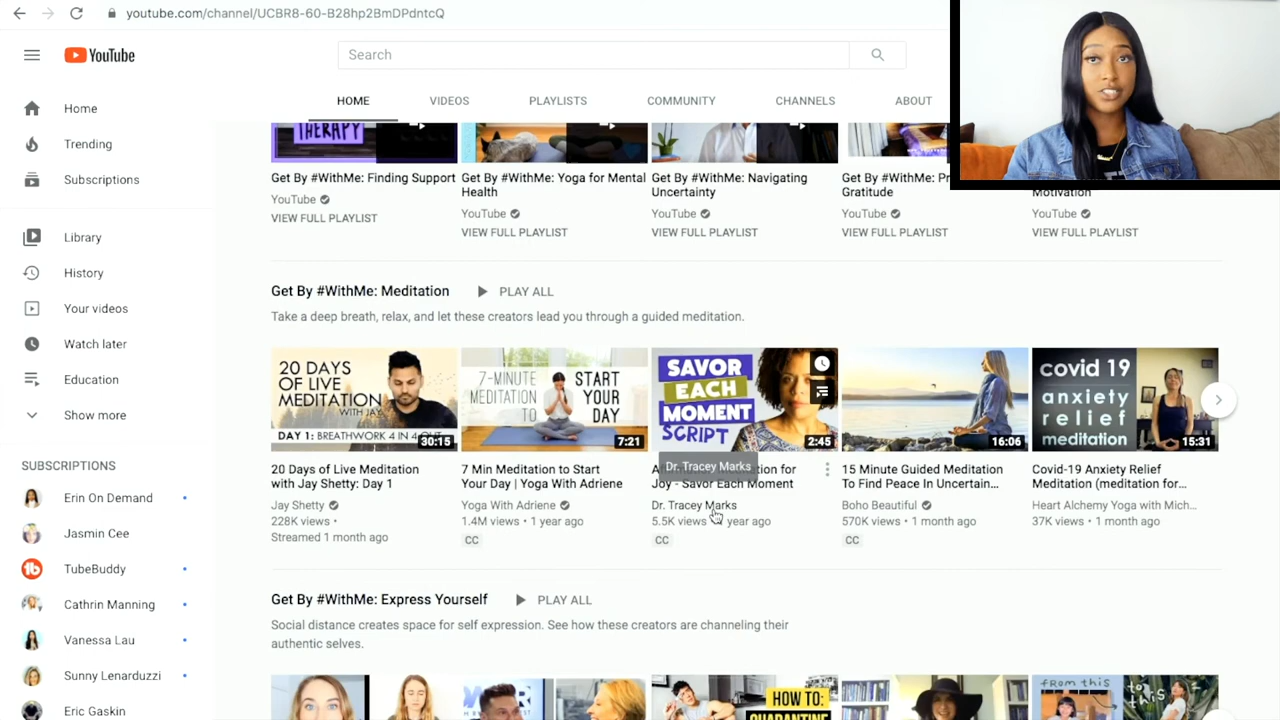 youtube.com/channel/UCBR8-60-B28hp2BmDPdntcQ
YouTube
Search
HOME VIDEOS PLAYLISTS COMMUNITY CHANNELS ABOUT
Home
Trending
Subscriptions
Library
History
Your videos
Watch later
Education
Show more
SUBSCRIPTIONS
Erin On Demand
Jasmin Cee
TubeBuddy
Cathrin Manning
Vanessa Lau
Sunny Lenarduzzi
Eric Gaskin
THERAPY
Get By #WithMe: Finding Support
YouTube
VIEW FULL PLAYLIST
Get By #WithMe: Yoga for Mental
Health
YouTube
VIEW FULL PLAYLIST
Get By #WithMe: Navigating
Uncertainty
YouTube
VIEW FULL PLAYLIST
Get By #WithMe:
Gratitude
YouTube
VIEW FULL PLAYLIST
Motivation
YouTube
VIEW FULL PLAYLIST
Get By #WithMe: Meditation PLAY ALL
Take a deep breath, relax, and let these creators lead you through a guided meditation.
20 DAYS
OF LIVE
MEDITATION
WITH JAY
DAY 1: BREATHWORK 4 IN 4
30:15
20 Days of Live Meditation
with Jay Shetty: Day 1
Jay Shetty
228K views •
Streamed 1 month ago
7-MINUTE
MEDITATION
TO
START
YOUR
DAY
7:21
7 Min Meditation to Start
Your Day | Yoga With Adriene
Yoga With Adriene
1.4M views • 1 year ago
CC
SAVOR
EACH
MOMENT
SCRIPT
2:45
Dr. Tracey Marks
for
Joy - Savor Each Moment
Dr. Tracey Marks
5.5K views year ago
CC
16:06
15 Minute Guided Meditation
To Find Peace In Uncertain...
Boho Beautiful
570K views • 1 month ago
CC
covid 19
anxiety
relief
meditation
15:31
Covid-19 Anxiety Relief
Meditation (meditation for...
Heart Alchemy Yoga with Mich...
37K views • 1 month ago
Get By #WithMe: Express Yourself PLAY ALL
Social distance creates space for self expression. See how these creators are channeling their
authentic selves.
HOW TO:
QUARANTINE
from this
to this